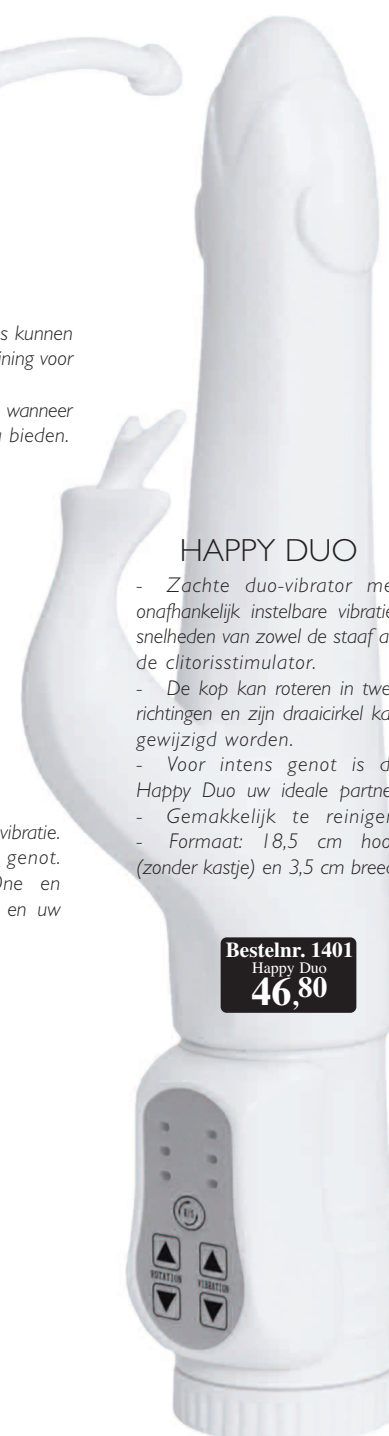 s kunnen
ining voor
wanneer
bieden.
HAPPY DUO
- Zachte duo-vibrator me
onafhankelijk instelbare vibratie
snelheden van zowel de staaf a
de clitorisstimulator.
- De kop kan roteren in twe
richtingen en zijn draaicirkel ka
gewijzigd worden.
- Voor intens genot is d
Happy Duo uw ideale partne
- Gemakkelijk te reinige
- Formaat: 18,5 cm hoo
(zonder kastje) en 3,5 cm breed
vibratie.
genot.
One en
en uw
Bestelnr. 1401
Happy Duo
46,80
R/S
ROTATION VIBRATION